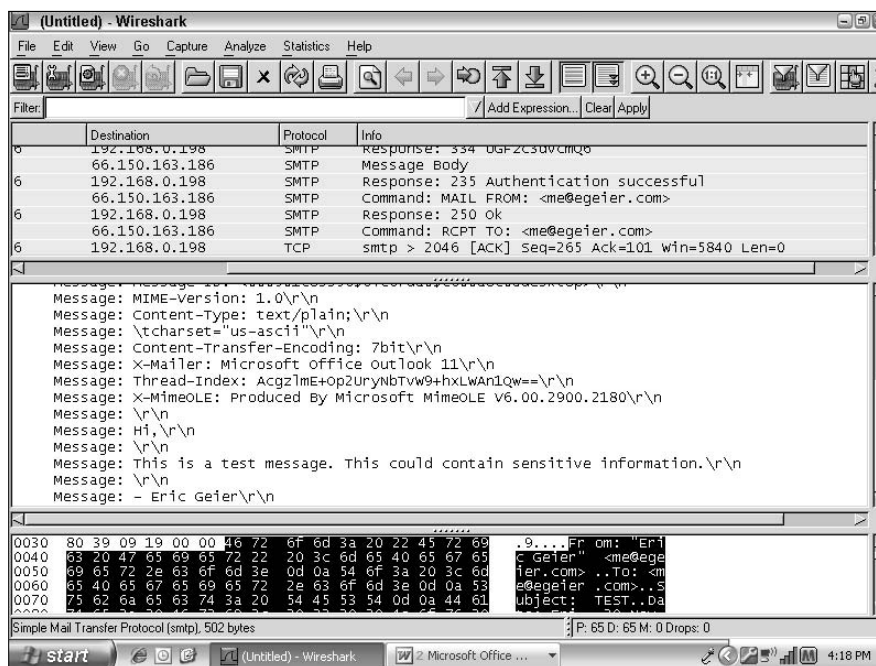 (Untitled) - Wireshark
File Edit View Go Capture Analyze Statistics Help
Filter: Add Expression... Clear Apply
Destination Protocol Info
6 192.168.0.198 SMTP Response: 334 UGFzc3dvcmQ6
66.150.163.186 SMTP Message Body
6 192.168.0.198 SMTP Response: 235 Authentication successful
66.150.163.186 SMTP Command: MAIL FROM: <me@egeier.com>
6 192.168.0.198 SMTP Response: 250 Ok
66.150.163.186 SMTP Command: RCPT TO: <me@egeier.com>
6 192.168.0.198 TCP smtp > 2046 [ACK] Seq=265 Ack=101 Win=5840 Len=0
Message: MIME-Version: 1.0\r\n
Message: Content-Type: text/plain;\r\n
Message: \tcharset="us-ascii"\r\n
Message: Content-Transfer-Encoding: 7bit\r\n
Message: X-Mailer: Microsoft Office Outlook 11\r\n
Message: Thread-Index: AcgzlmE+Op2UryNbTvW9+hxLWAn1Qw==\r\n
Message: X-MimeOLE: Produced By Microsoft MimeOLE V6.00.2900.2180\r\n
Message: \r\n
Message: Hi,\r\n
Message: \r\n
Message: This is a test message. This could contain sensitive information.\r\n
Message: \r\n
Message: - Eric Geier\r\n
0030 80 39 09 19 00 00 46 72 6f 6d 3a 20 22 45 72 69 .9....Fr om: "Eri
0040 63 20 47 65 69 65 72 22 20 3c 6d 65 40 65 67 65 c Geier" <me@ege
0050 69 65 72 2e 63 6f 6d 3e 0d 0a 54 6f 3a 20 3c 6d ier.com> ..To: <m
0060 65 40 65 67 65 69 65 72 2e 63 6f 6d 3e 0d 0a 53 e@egeier .com>..S
0070 75 62 6a 65 63 74 3a 20 54 45 53 54 0d 0a 44 61 ubject: TEST..Da
Simple Mail Transfer Protocol (smtp), 502 bytes P: 65 D: 65 M: 0 Drops: 0
start (Untitled) - Wireshark 2 Microsoft Office ... 4:18 PM